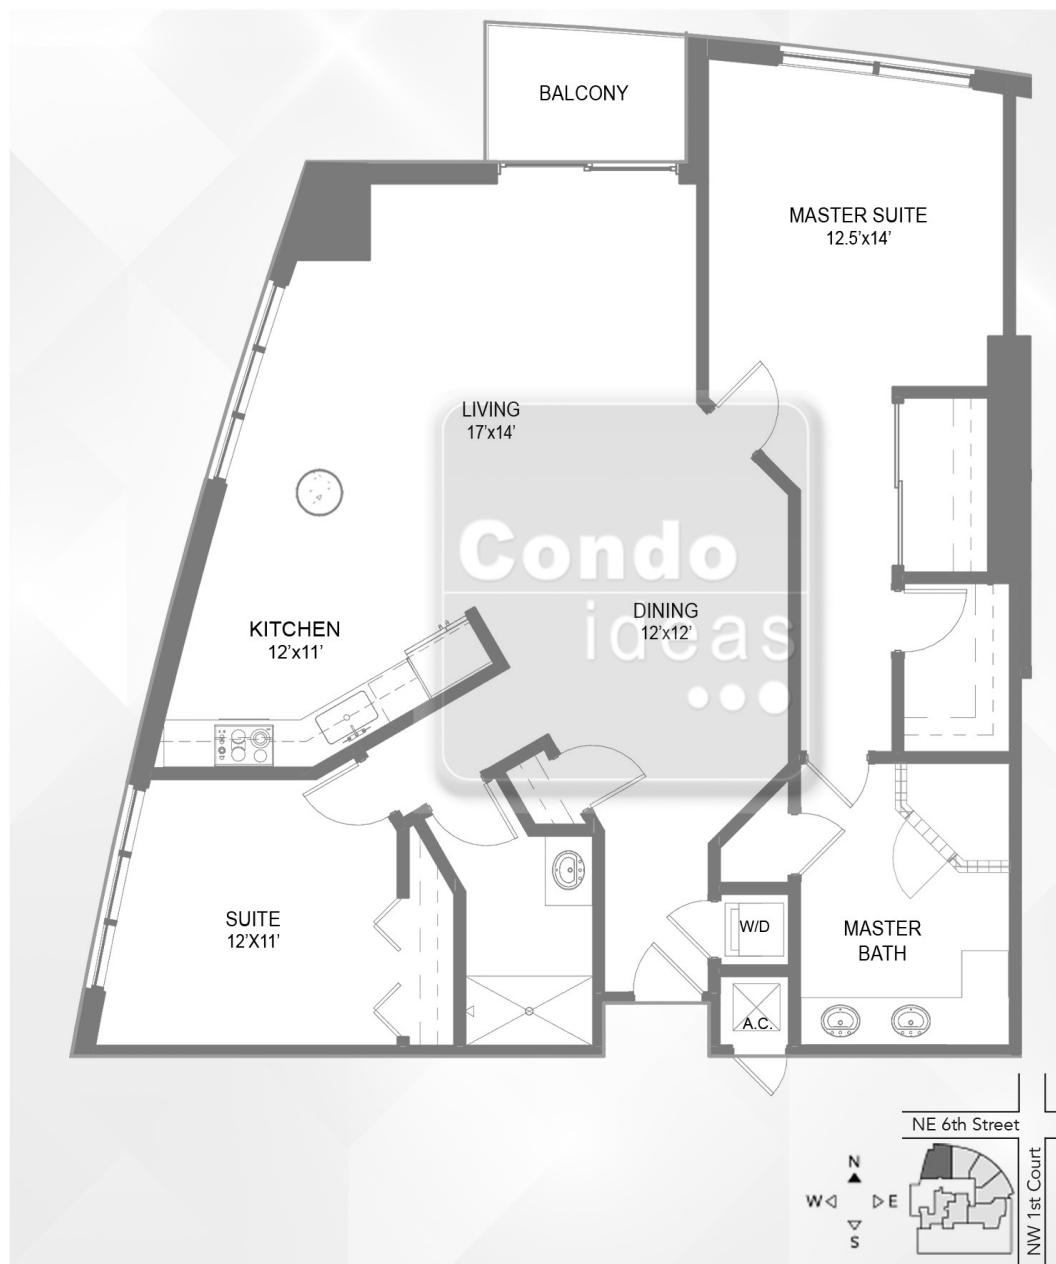 BALCONY
MASTER SUITE
12.5'x14'
LIVING
17'x14'
Condo
ideas
DINING
12'x12'
KITCHEN
12'x11'
SUITE
12'X11'
W/D
MASTER
BATH
A.C.
NE 6th Street
NW 1st Court
N
W
E
S